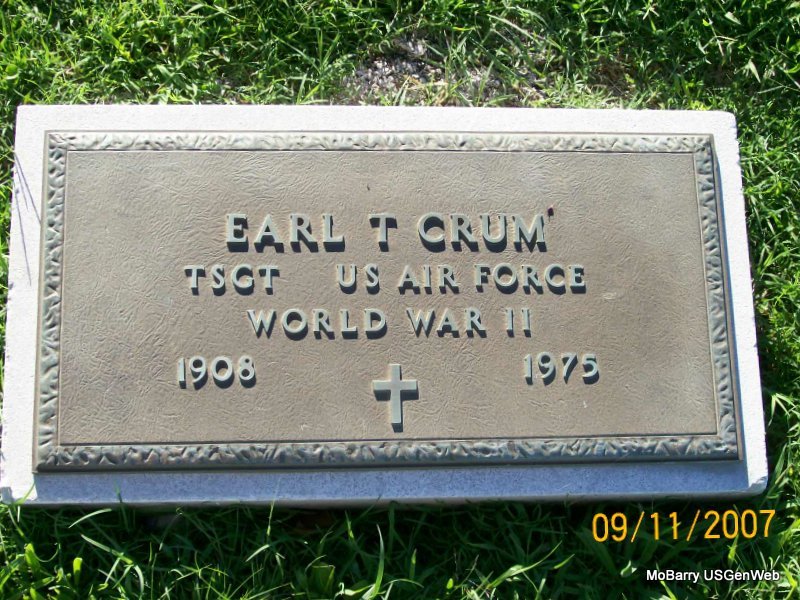 EARL T CRUM
TSGT US AIR FORCE
WORLD WAR II
1908 1975
09/11/2007
MoBarry USGenWeb